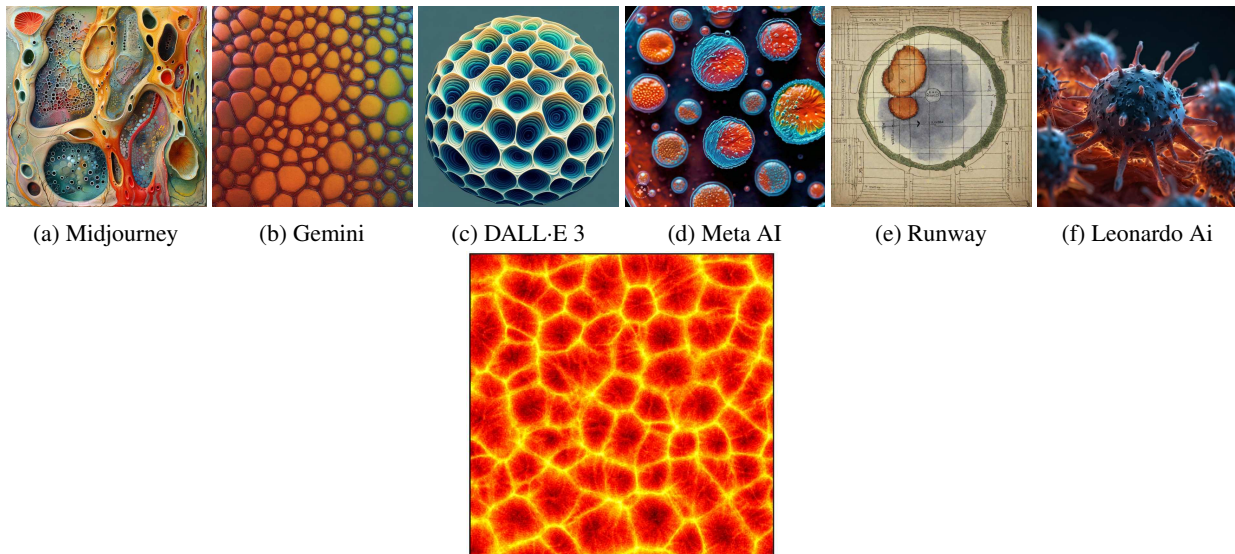 (a) Midjourney
(b) Gemini
(c) DALL·E 3
(d) Meta AI
(e) Runway
(f) Leonardo Ai